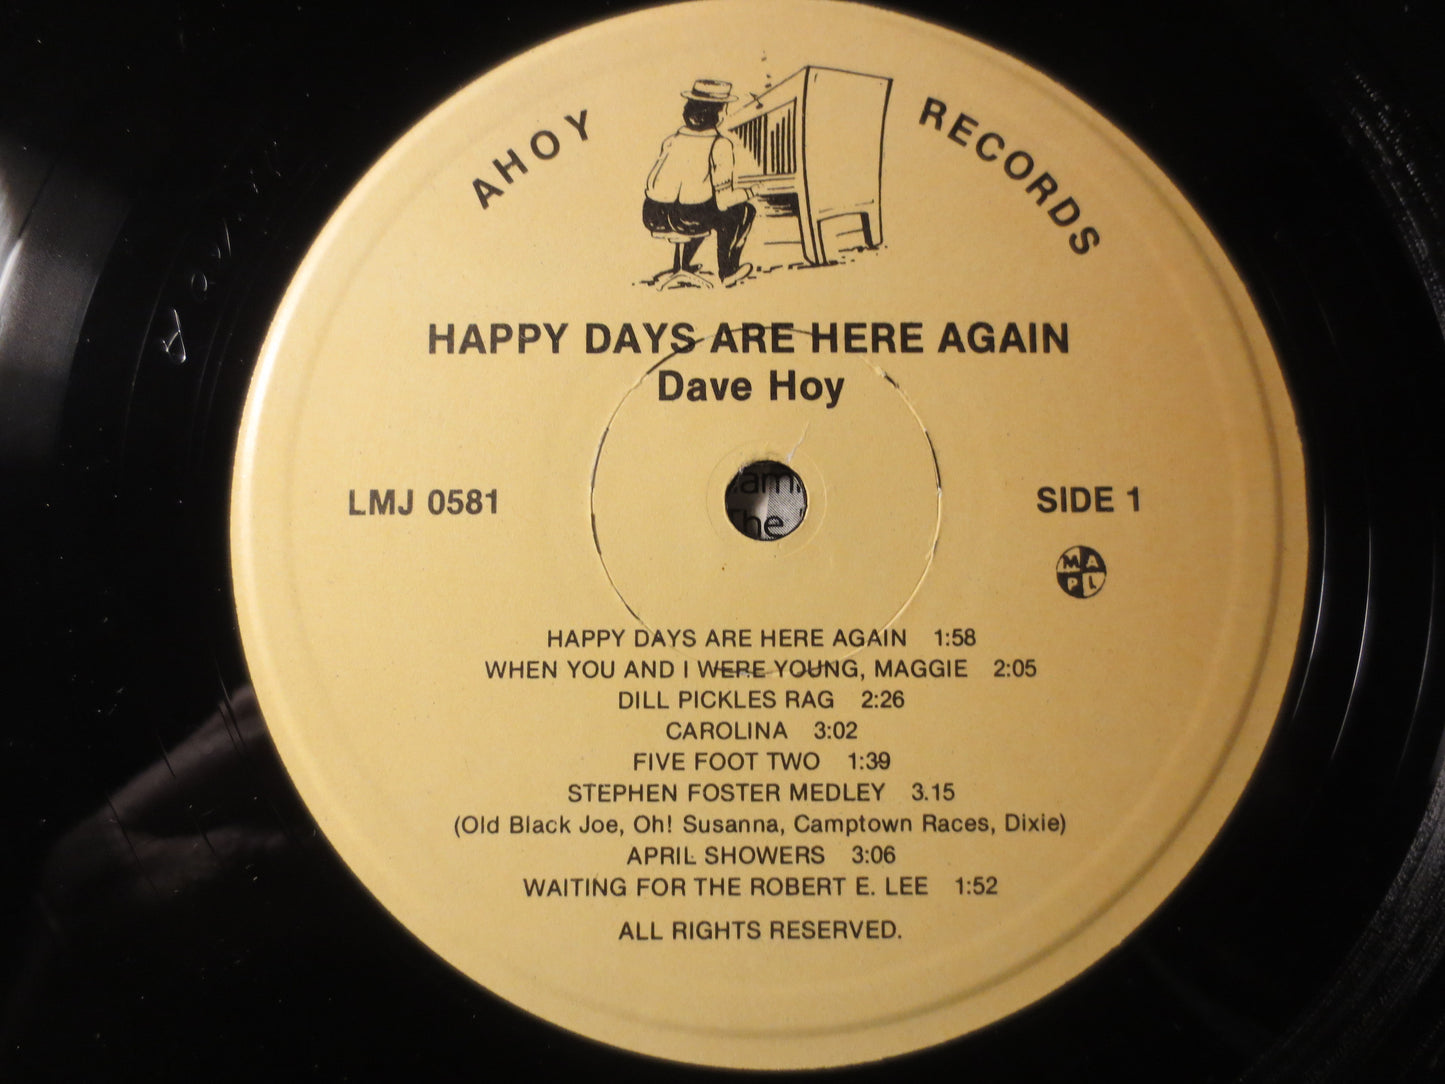 AHOY RECORDS
HAPPY DAYS ARE HERE AGAIN
Dave Hoy
LMJ 0581
SIDE 1
M A
P L
HAPPY DAYS ARE HERE AGAIN 1:58
WHEN YOU AND I WERE YOUNG, MAGGIE 2:05
DILL PICKLES RAG 2:26
CAROLINA 3:02
FIVE FOOT TWO 1:39
STEPHEN FOSTER MEDLEY 3.15
(Old Black Joe, Oh! Susanna, Camptown Races, Dixie)
APRIL SHOWERS 3:06
WAITING FOR THE ROBERT E. LEE 1:52
ALL RIGHTS RESERVED.